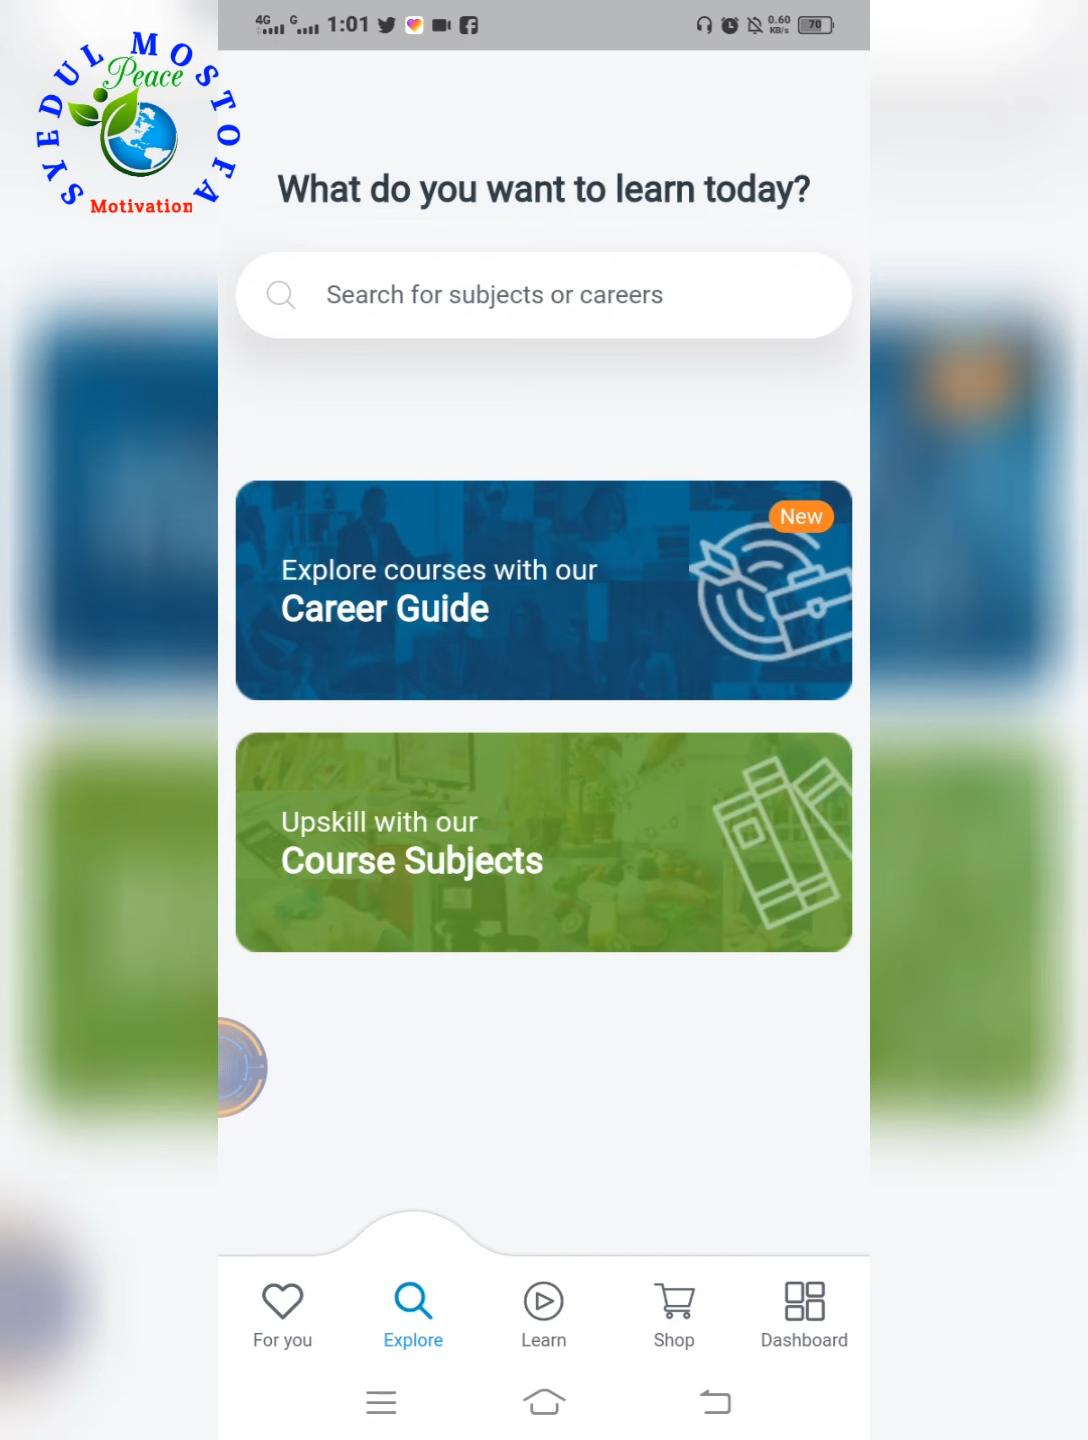 SYEDUL MOSTOFA
Peace
Motivation
4G G 1:01 0.60 KB/s 70
What do you want to learn today?
Search for subjects or careers
New
Explore courses with our
Career Guide
Upskill with our
Course Subjects
For you Explore Learn Shop Dashboard